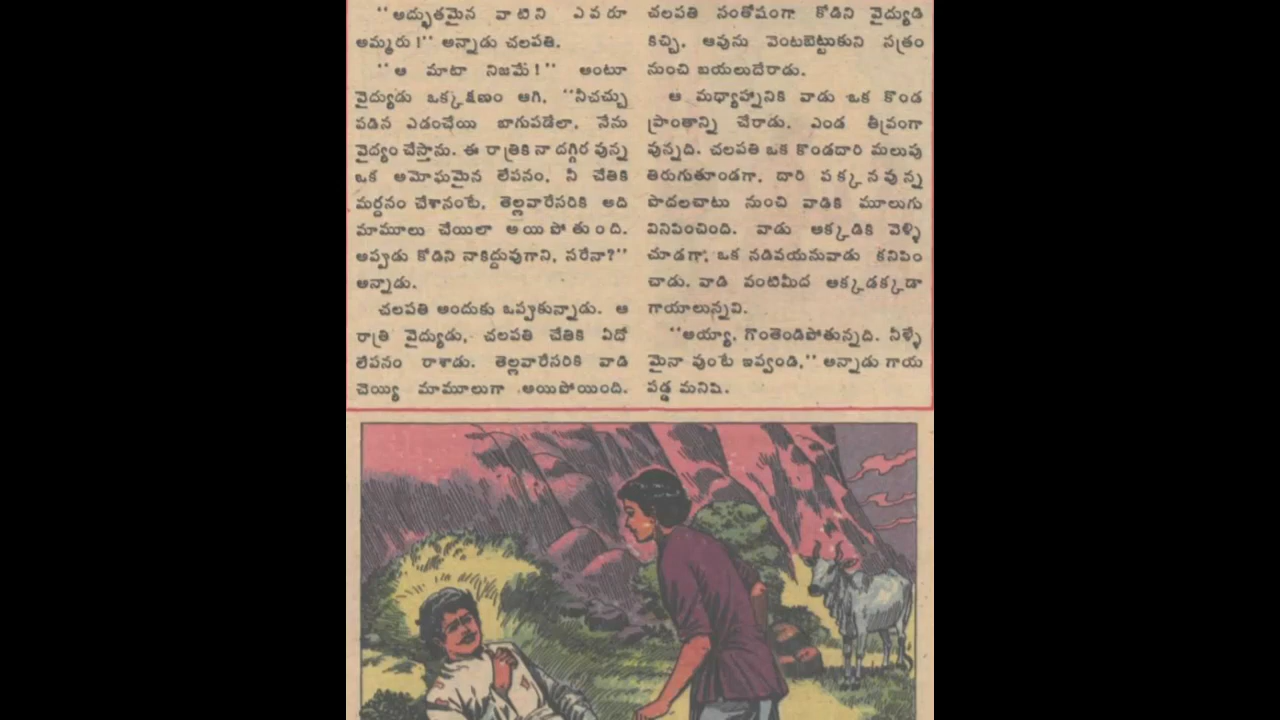 "అద్భుతమైన వాటిని ఎవరూ
అమ్మరు!" అన్నాడు చలపతి.
"ఆ మాటా నిజమే!" అంటూ
వైద్యుడు ఒక్కక్షణం ఆగి, "నీచచ్చు
పడిన ఎడంచేయి బాగుపడేలా, నేను
వైద్యం చేస్తాను. ఈ రాత్రికి నా దగ్గిర వున్న
ఒక అమోఘమైన లేపనం, నీ చేతికి
మర్దనం చేశానంటే, తెల్లవారేసరికి అది
మామూలు చేయిలా అయిపోతుంది.
అప్పుడు కోడిని నాకిద్దువుగాని, సరేనా?"
అన్నాడు.
చలపతి అందుకు ఒప్పుకున్నాడు. ఆ
రాత్రి వైద్యుడు, చలపతి చేతికి ఏదో
లేపనం రాశాడు. తెల్లవారేసరికి వాడి
చెయ్యి మామూలుగా అయిపోయింది.
చలపతి సంతోషంగా కోడిని వైద్యుడి
కిచ్చి, ఆవును వెంటబెట్టుకుని సత్రం
నుంచి బయలుదేరాడు.
ఆ మధ్యాహ్నానికి వాడు ఒక కొండ
ప్రాంతాన్ని చేరాడు. ఎండ తీవ్రంగా
వున్నది. చలపతి ఒక కొండదారి మలుపు
తిరుగుతూండగా, దారి పక్కనవున్న
పొదలచాటు నుంచి వాడికి మూలుగు
వినిపించింది. వాడు అక్కడికి వెళ్ళి
చూడగా, ఒక నడివయసువాడు కనిపిం
చాడు. వాడి వంటిమీద అక్కడక్కడా
గాయాలున్నవి.
"అయ్యా, గొంతెండిపోతున్నది. నీళ్ళే
మైనా వుంటే ఇవ్వండి," అన్నాడు గాయ
పడ్డ మనిషి.